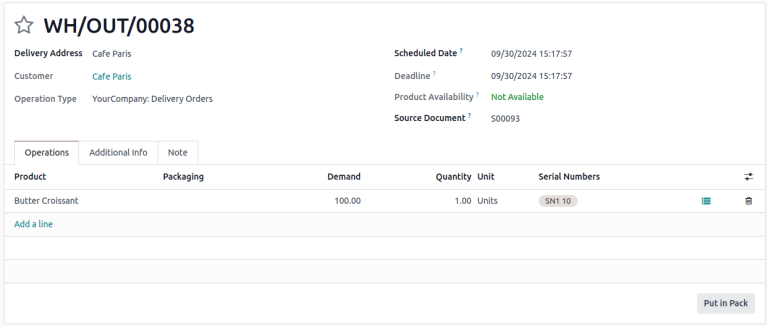 WH/OUT/00038
Delivery Address Cafe Paris Scheduled Date ? 09/30/2024 15:17:57
Customer Cafe Paris Deadline ? 09/30/2024 15:17:57
Operation Type YourCompany: Delivery Orders Product Availability ? Not Available
Source Document ? S00093
Operations Additional Info Note
Product Packaging Demand Quantity Unit Serial Numbers
Butter Croissant 100.00 1.00 Units SN1 10
Add a line
Put in Pack